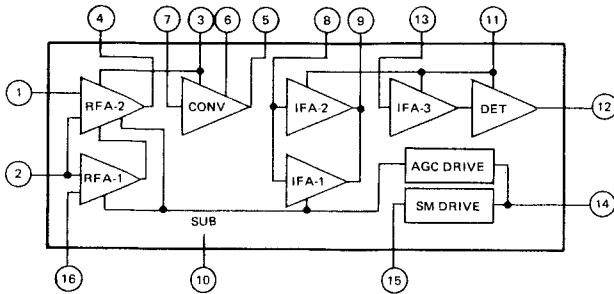 4 7 3 6 5 8 9 13 11
1 RFA-2 CONV IFA-2 IFA-3 DET 12
2 RFA-1 IFA-1 AGC DRIVE
SM DRIVE 14
SUB
16 10 15